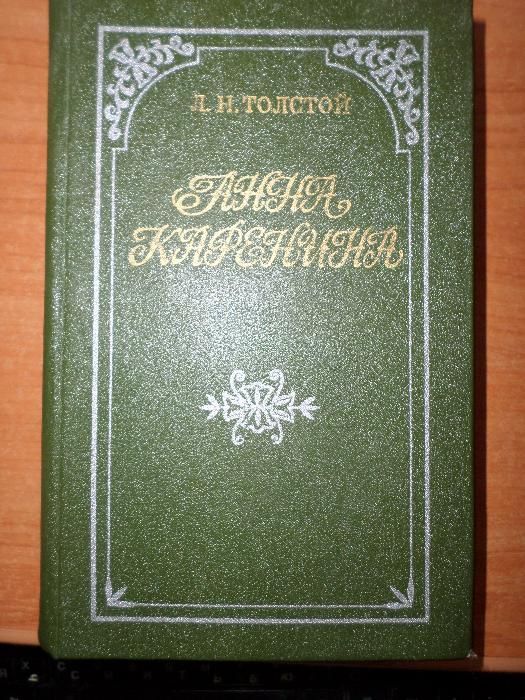 Л. Н. ТОЛСТОЙ
АННА
КАРЕНИНА
Я Х С С
Ь Б Ю